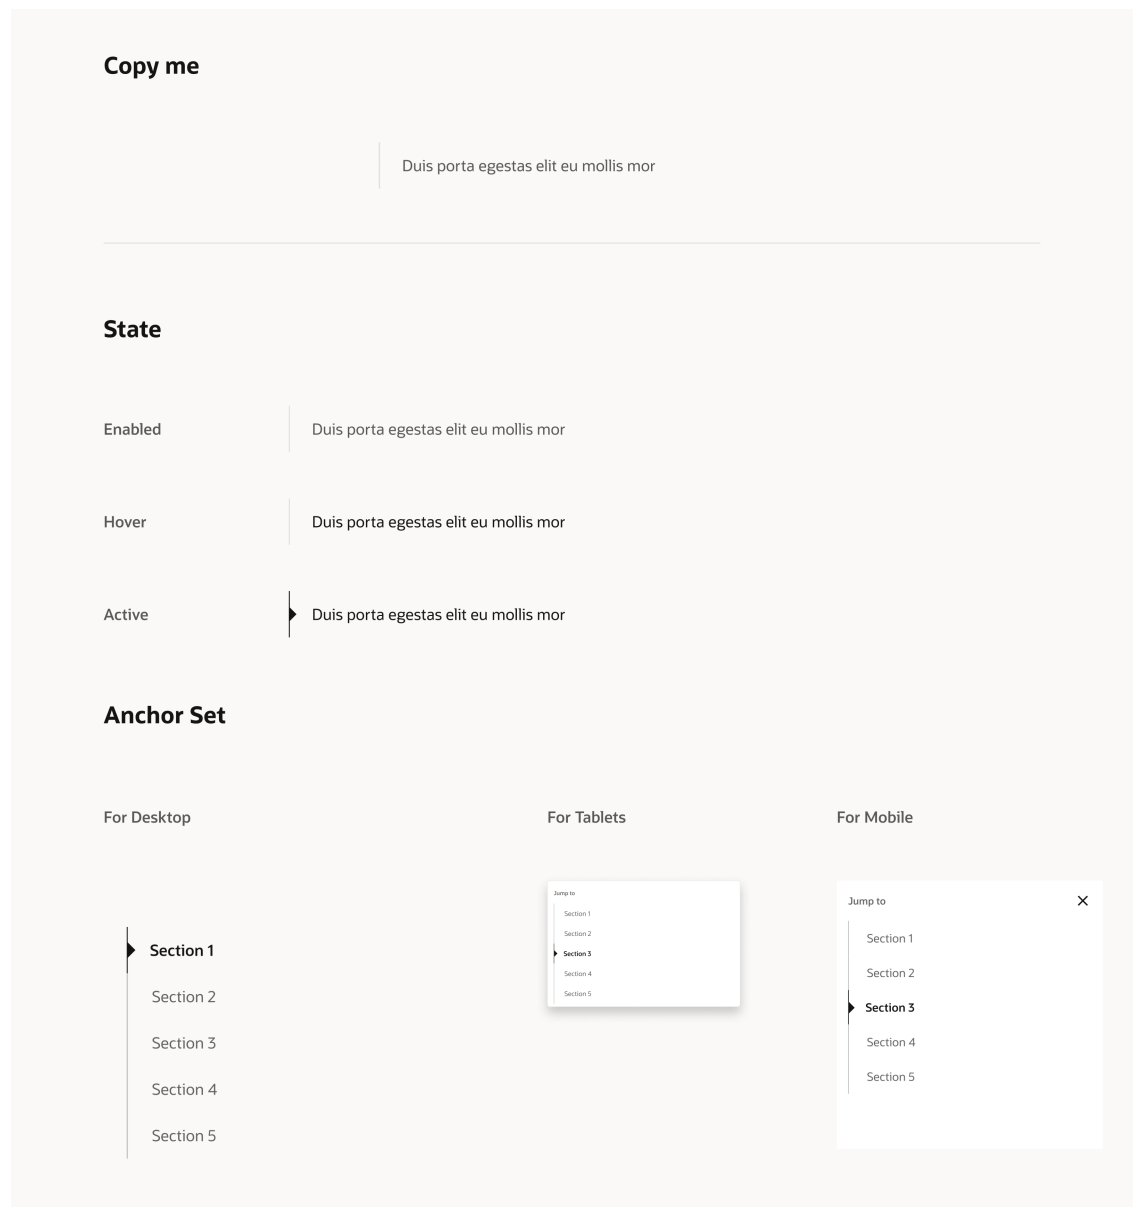 Copy me
Duis porta egestas elit eu mollis mor
State
Enabled
Duis porta egestas elit eu mollis mor
Hover
Duis porta egestas elit eu mollis mor
Active
Duis porta egestas elit eu mollis mor
Anchor Set
For Desktop
Section 1
Section 2
Section 3
Section 4
Section 5
For Tablets
Jump to
Section 1
Section 2
Section 3
Section 4
Section 5
For Mobile
Jump to
Section 1
Section 2
Section 3
Section 4
Section 5